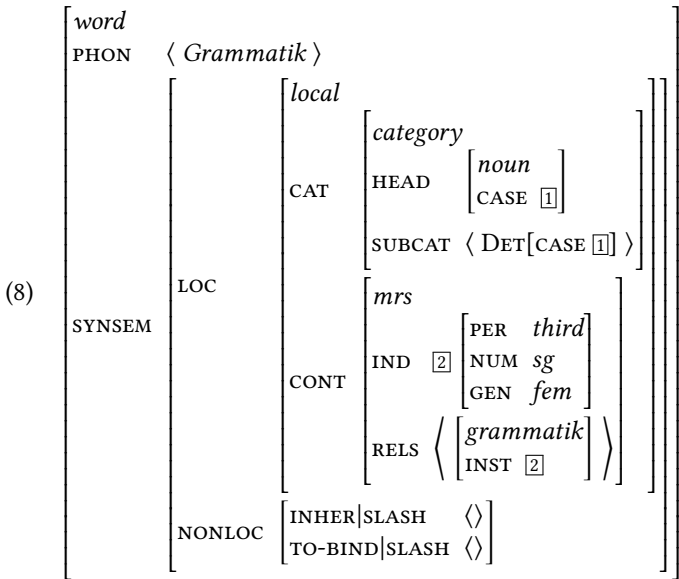 word
PHON ⟨ Grammatik ⟩
local
category
HEAD noun
CASE 1
CAT
SUBCAT ⟨ DET[CASE 1] ⟩
(8)
LOC
SYNSEM
mrs
PER third
IND 2 NUM sg
GEN fem
CONT
RELS ⟨ [grammatik
INST 2] ⟩
NONLOC INHER|SLASH ⟨⟩
TO-BIND|SLASH ⟨⟩